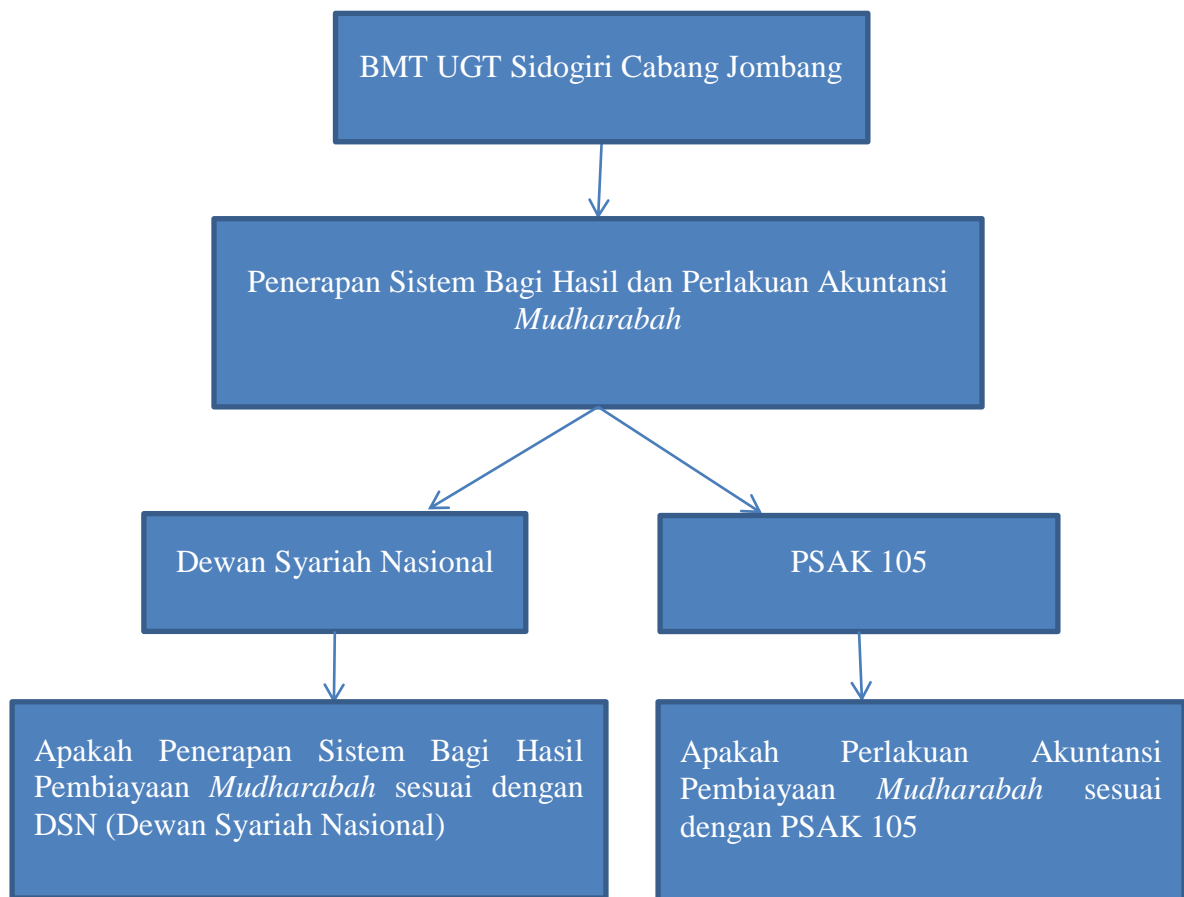 BMT UGT Sidogiri Cabang Jombang
Penerapan Sistem Bagi Hasil dan Perlakuan Akuntansi
Mudharabah
Dewan Syariah Nasional
PSAK 105
Apakah Penerapan Sistem Bagi Hasil
Pembiayaan Mudharabah sesuai dengan
DSN (Dewan Syariah Nasional)
Apakah Perlakuan Akuntansi
Pembiayaan Mudharabah sesuai
dengan PSAK 105